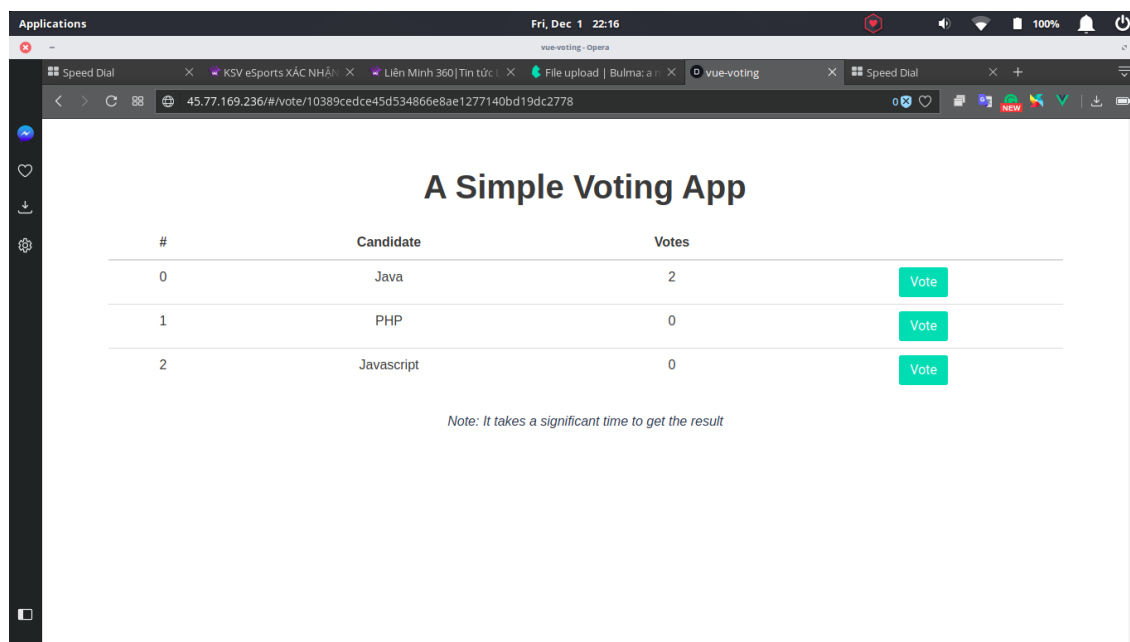 Applications Fri, Dec 1 22:16 100%
vue-voting - Opera
Speed Dial KSV eSports XÁC NHẬN Liên Minh 360|Tin tức File upload | Bulma: a vue-voting Speed Dial
45.77.169.236/#/vote/10389cedce45d534866e8ae1277140bd19dc2778 0 NEW
A Simple Voting App
# Candidate Votes
0 Java 2 Vote
1 PHP 0 Vote
2 Javascript 0 Vote
Note: It takes a significant time to get the result